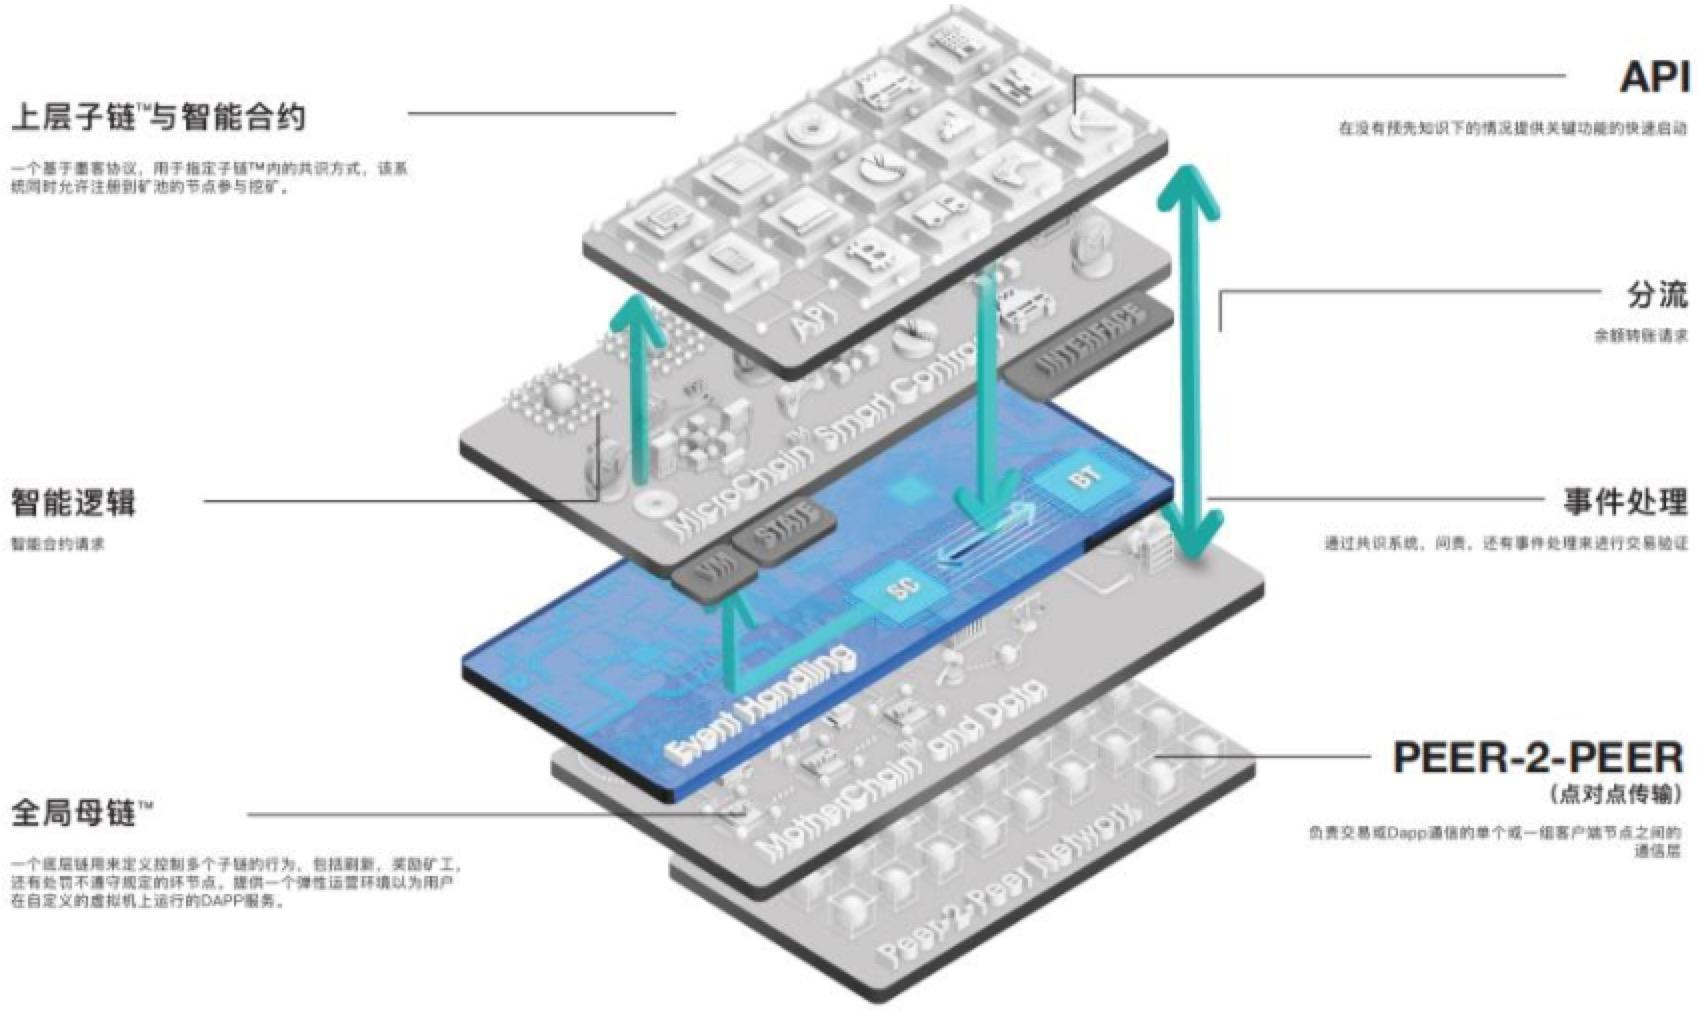 上层子链™与智能合约
一个基于墨客协议，用于指定子链™内的共识方式，该系
统同时允许注册到矿池的节点参与挖矿。
智能逻辑
智能合约请求
全局母链™
一个底层链用来定义控制多个子链的行为，包括刷新，奖励矿工，
还有处罚不遵守规定的环节点。提供一个弹性运营环境以为用户
在自定义的虚拟机上运行的DAPP服务。
API
MicroChain™ Smart Contract
INTERFACE
VM
STATE
BT
SC
Event Handling
MotherChain™ and Data
Peer-2-Peer Network
API
在没有预先知识下的情况提供关键功能的快速启动
分流
余额转账请求
事件处理
通过共识系统，问责，还有事件处理来进行交易验证
PEER-2-PEER
（点对点传输）
负责交易或Dapp通信的单个或一组客户端节点之间的
通信层